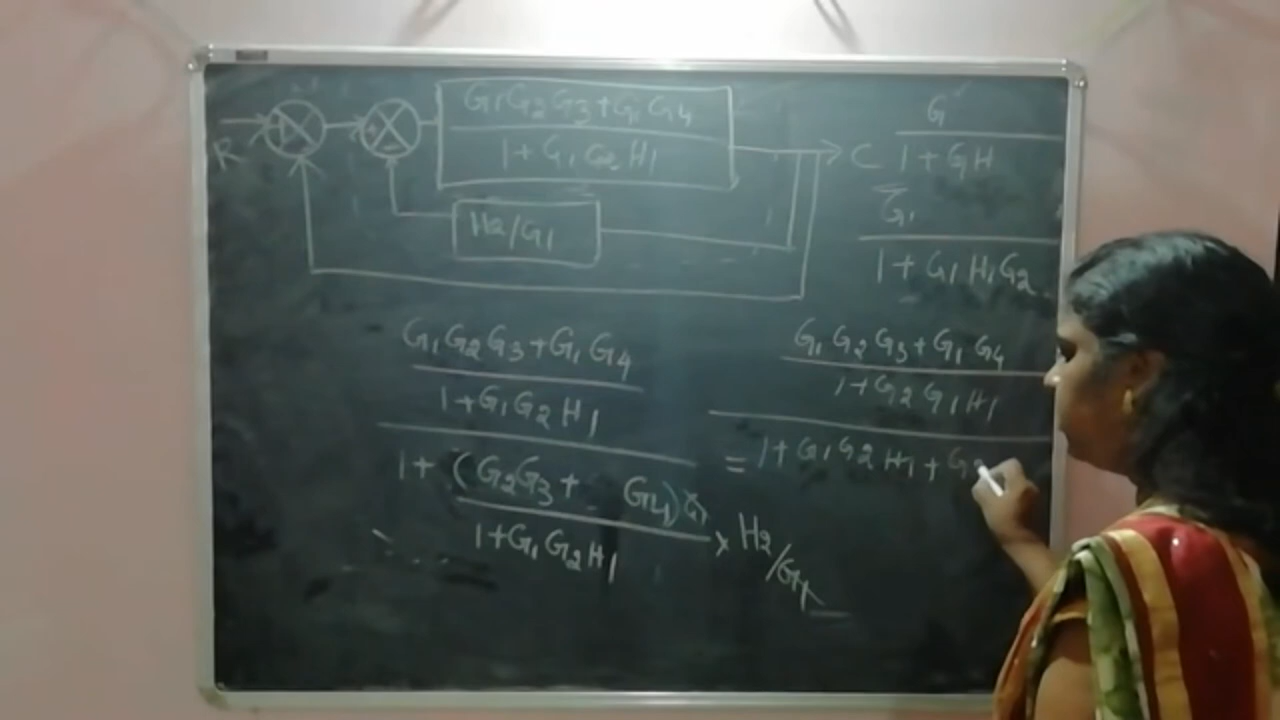 G₁G₂G₃+G₁G₄
1+G₁G₂H₁
R
C
H₂/G₁
G
1+GH
G₁
1+G₁H₁G₂
G₁G₂G₃+G₁G₄
1+G₁G₂H₁
1+(G₂G₃+ G₄)G₁
1+G₁G₂H₁
× H₂/G₁
G₁G₂G₃+G₁G₄
1+G₂G₁H₁
= 1+G₁G₂H₁+G₂